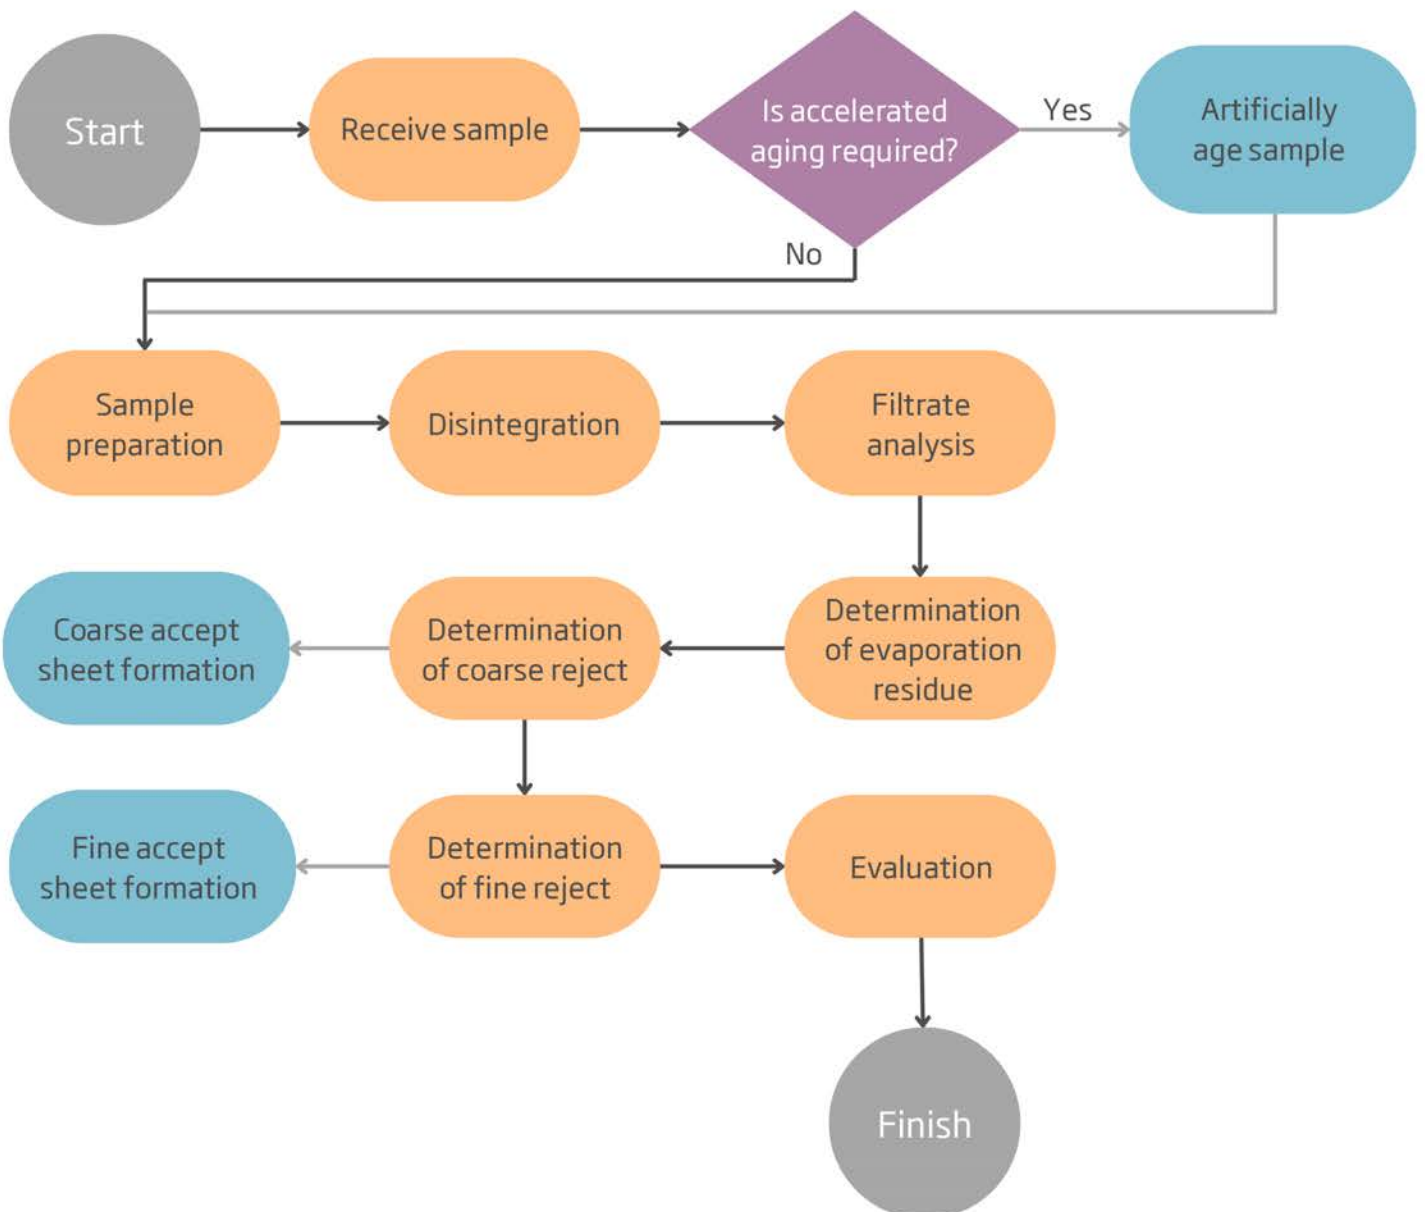 Start
Receive sample
Is accelerated
aging required?
Yes
Artificially
age sample
No
Sample
preparation
Disintegration
Filtrate
analysis
Coarse accept
sheet formation
Determination
of coarse reject
Determination
of evaporation
residue
Fine accept
sheet formation
Determination
of fine reject
Evaluation
Finish